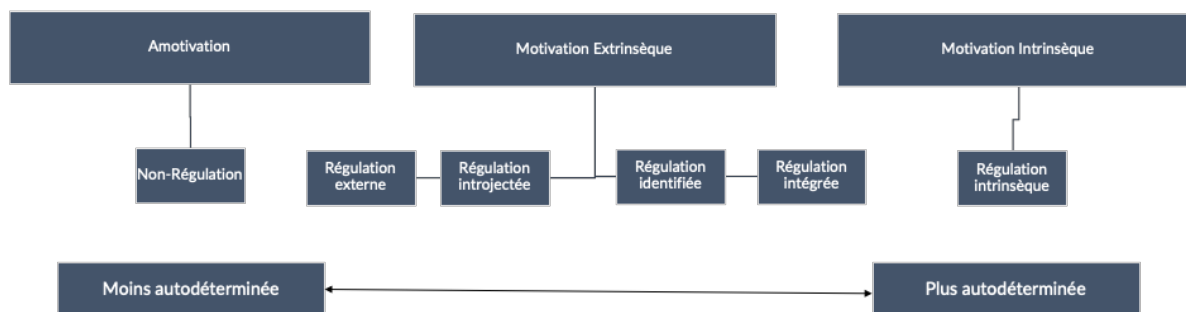 Amotivation
Motivation Extrinsèque
Motivation Intrinsèque
Non-Régulation
Régulation
externe
Régulation
introjectée
Régulation
identifiée
Régulation
intégrée
Régulation
intrinsèque
Moins autodéterminée
Plus autodéterminée